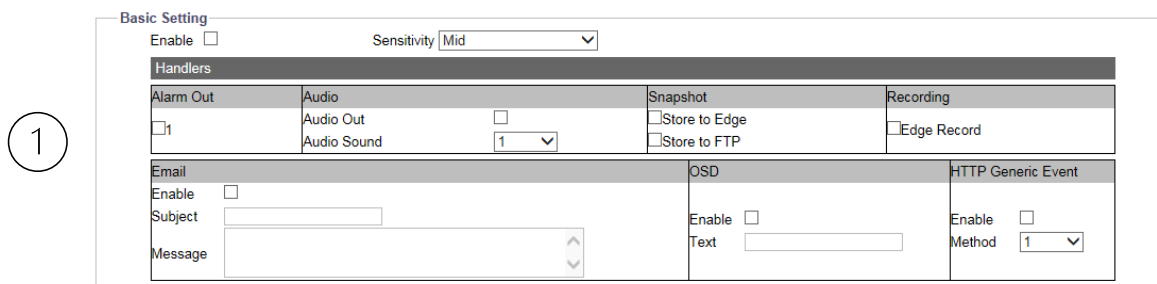 Basic Setting
Enable Sensitivity Mid
Handlers
Alarm Out Audio Snapshot Recording
1 Audio Out Store to Edge Edge Record
Audio Sound 1 Store to FTP
1
Email OSD HTTP Generic Event
Enable
Subject Enable Enable
Text Method 1
Message